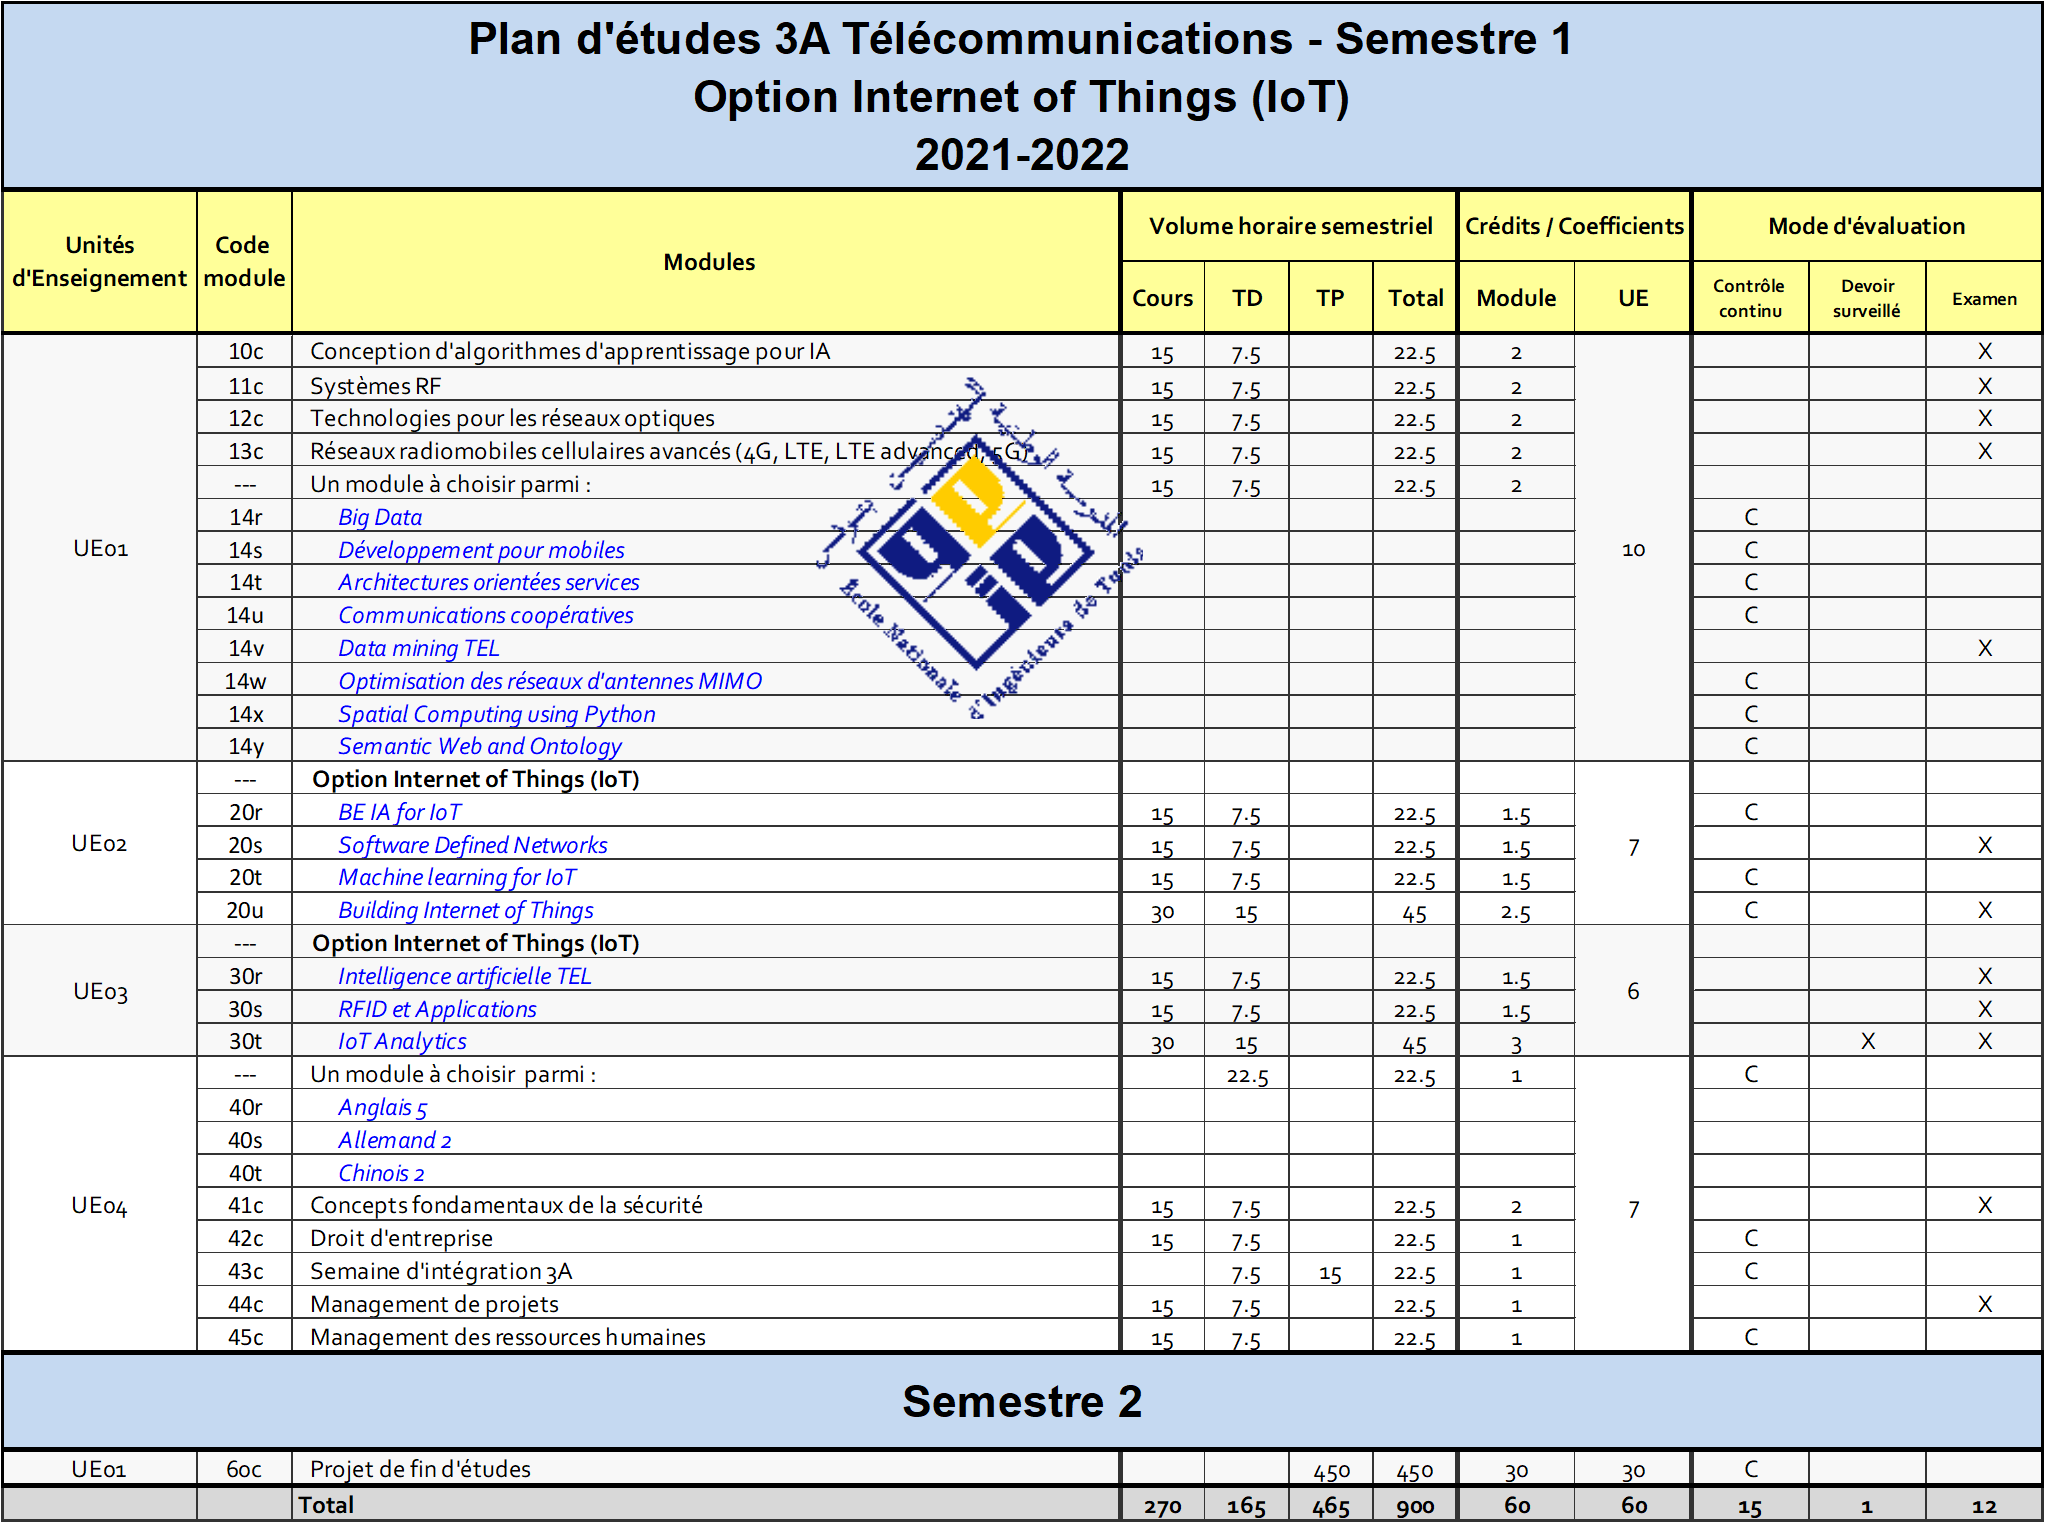 Plan d'études 3A Télécommunications - Semestre 1
Option Internet of Things (IoT)
2021-2022
Unités d'Enseignement Code module Modules Volume horaire semestriel Crédits / Coefficients Mode d'évaluation
Cours TD TP Total Module UE Contrôle continu Devoir surveillé Examen
UE01 10
10c Conception d'algorithmes d'apprentissage pour IA 15 7.5 22.5 2 X
11c Systèmes RF 15 7.5 22.5 2 X
12c Technologies pour les réseaux optiques 15 7.5 22.5 2 X
13c Réseaux radiomobiles cellulaires avancés (4G, LTE, LTE advanced, 5G) 15 7.5 22.5 2 X
--- Un module à choisir parmi : 15 7.5 22.5 2
14r Big Data C
14s Développement pour mobiles C
14t Architectures orientées services C
14u Communications coopératives C
14v Data mining TEL X
14w Optimisation des réseaux d'antennes MIMO C
14x Spatial Computing using Python C
14y Semantic Web and Ontology C
UE02 7
--- Option Internet of Things (IoT)
20r BE IA for IoT 15 7.5 22.5 1.5 C
20s Software Defined Networks 15 7.5 22.5 1.5 X
20t Machine learning for IoT 15 7.5 22.5 1.5 C
20u Building Internet of Things 30 15 45 2.5 C X
UE03 6
--- Option Internet of Things (IoT)
30r Intelligence artificielle TEL 15 7.5 22.5 1.5 X
30s RFID et Applications 15 7.5 22.5 1.5 X
30t IoT Analytics 30 15 45 3 X X
UE04 7
--- Un module à choisir parmi : 22.5 22.5 1 C
40r Anglais 5
40s Allemand 2
40t Chinois 2
41c Concepts fondamentaux de la sécurité 15 7.5 22.5 2 X
42c Droit d'entreprise 15 7.5 22.5 1 C
43c Semaine d'intégration 3A 7.5 15 22.5 1 C
44c Management de projets 15 7.5 22.5 1 X
45c Management des ressources humaines 15 7.5 22.5 1 C
Semestre 2
UE01 60c Projet de fin d'études 450 450 30 30 C
Total 270 165 465 900 60 60 15 1 12
École Nationale d'Ingénieurs de Tunis